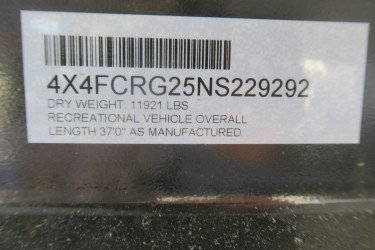 4X4FCRG25NS229292
DRY WEIGHT 11921 LBS
RECREATIONAL VEHICLE OVERALL
LENGTH 37'0" AS MANUFACTURED